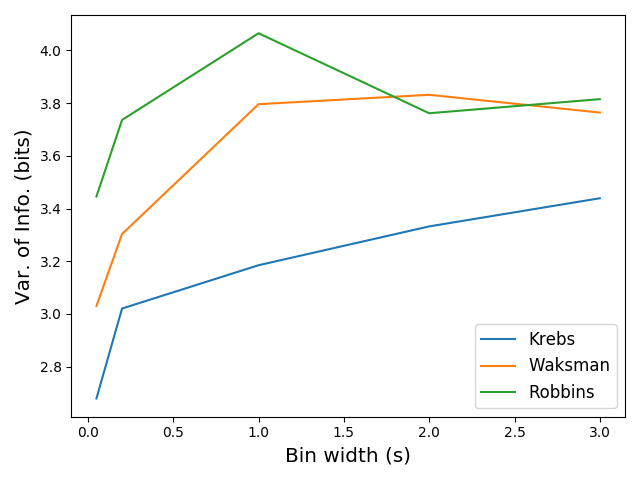 4.0
3.8
3.6
3.4
3.2
3.0
2.8
Var. of Info. (bits)
0.0 0.5 1.0 1.5 2.0 2.5 3.0
Bin width (s)
Krebs
Waksman
Robbins